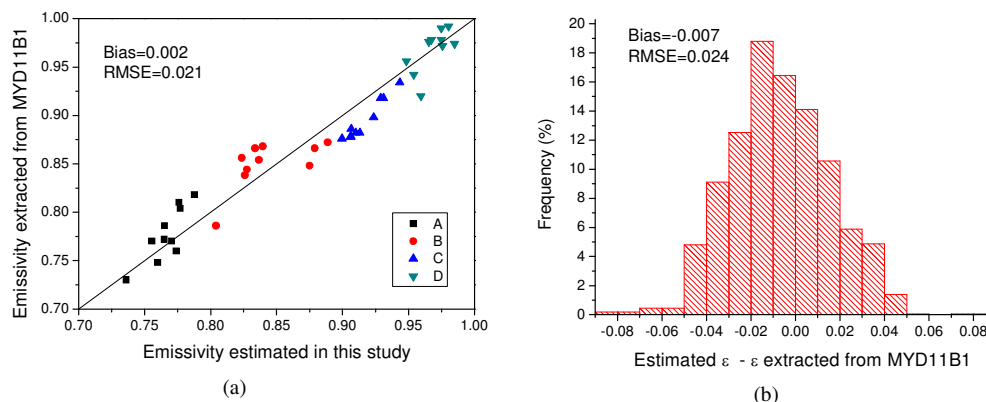 Bias=0.002
RMSE=0.021
Emissivity extracted from MYD11B1
1.00
0.95
0.90
0.85
0.80
0.75
0.70
0.70 0.75 0.80 0.85 0.90 0.95 1.00
A
B
C
D
Emissivity estimated in this study
(a)
Bias=-0.007
RMSE=0.024
Frequency (%)
20
18
16
14
12
10
8
6
4
2
0
-0.08 -0.06 -0.04 -0.02 0.00 0.02 0.04 0.06 0.08
Estimated ε - ε extracted from MYD11B1
(b)